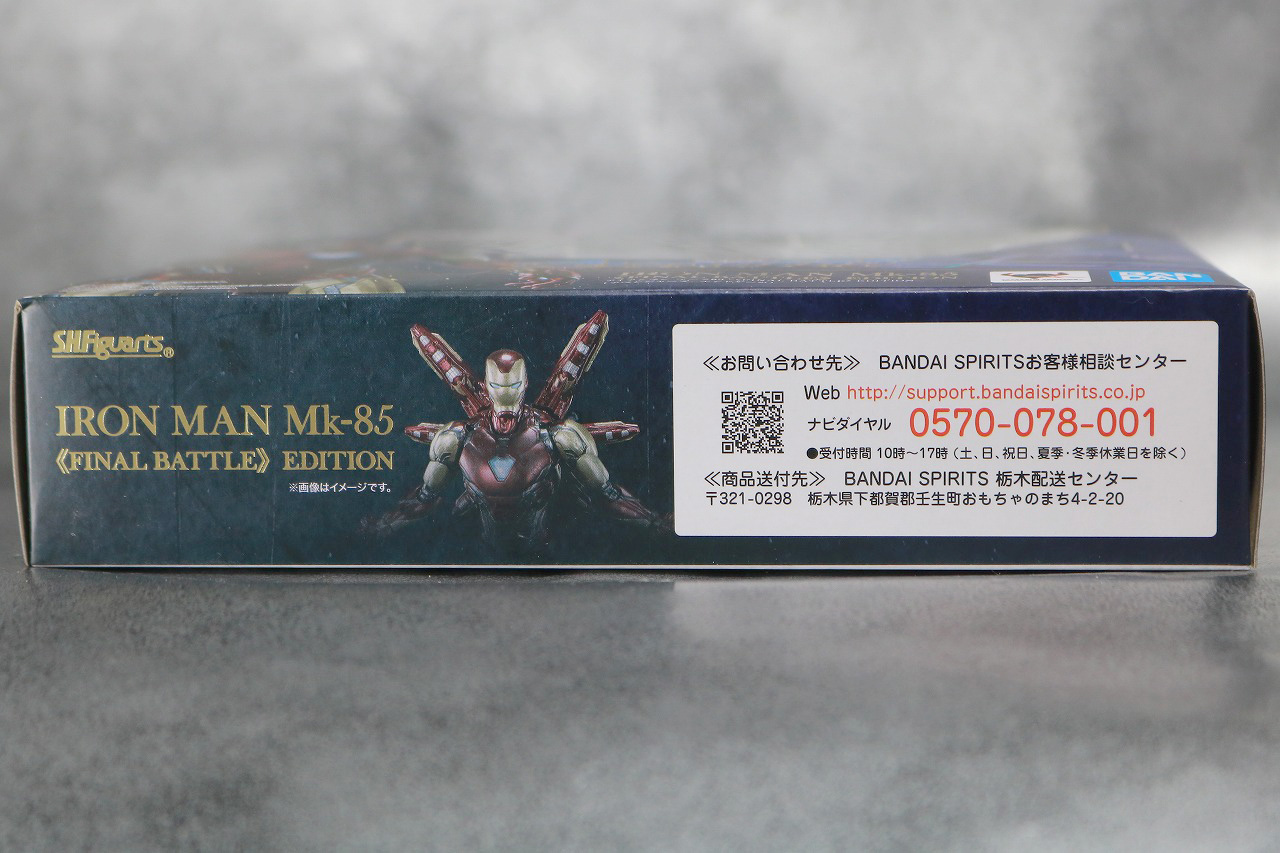 IRON MAN Mk-85
BANDAI
S.H.Figuarts®
IRON MAN Mk-85
《FINAL BATTLE》 EDITION
※画像はイメージです。
≪お問い合わせ先≫ BANDAI SPIRITSお客様相談センター
Web http://support.bandaispirits.co.jp
ナビダイヤル 0570-078-001
●受付時間 10時～17時（土、日、祝日、夏季・冬季休業日を除く）
≪商品送付先≫ BANDAI SPIRITS 栃木配送センター
〒321-0298 栃木県下都賀郡壬生町おもちゃのまち4-2-20